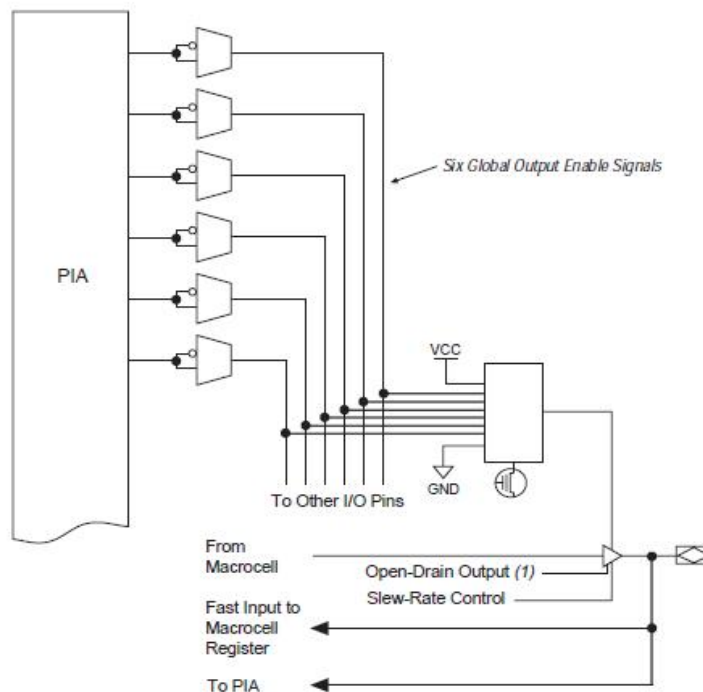 Six Global Output Enable Signals
PIA
VCC
GND
To Other I/O Pins
From
Macrocell
Open-Drain Output (1)
Slew-Rate Control
Fast Input to
Macrocell
Register
To PIA